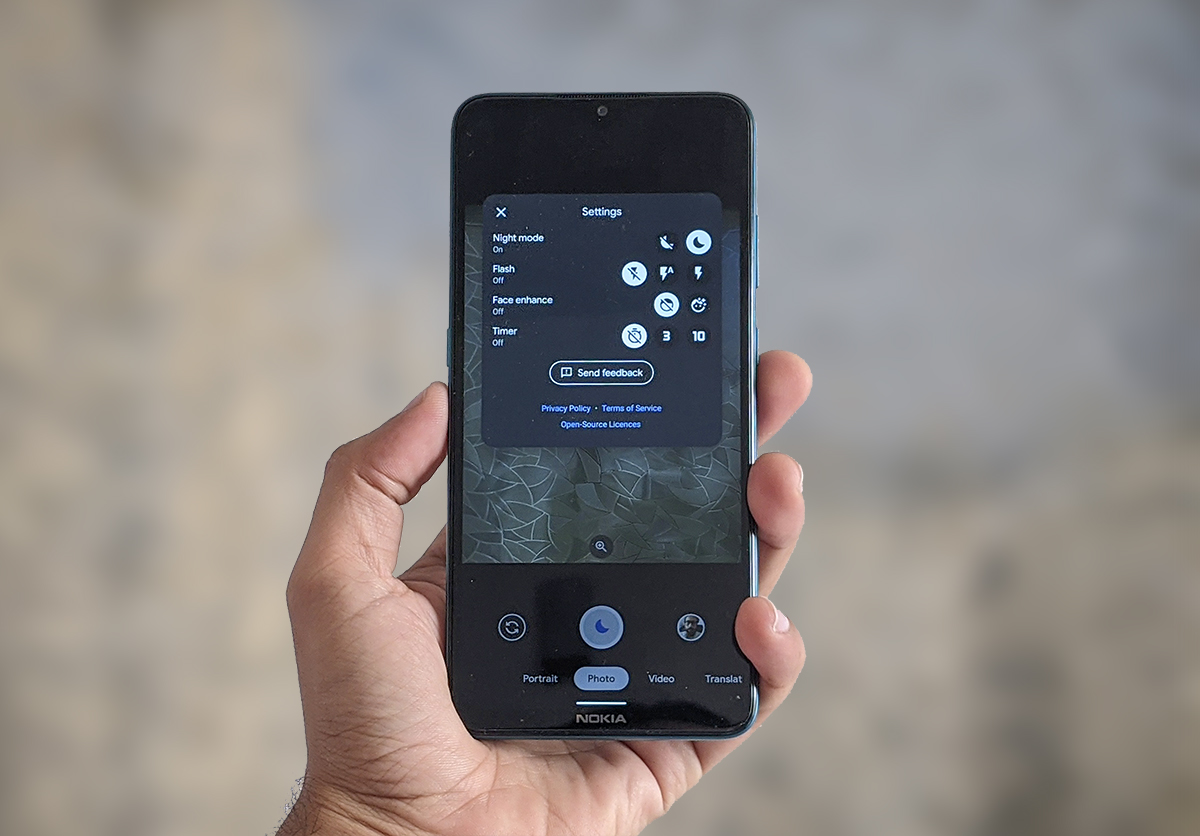 Settings
Night mode
On
Flash
Off
A
Face enhance
Off
Timer
Off
3 10
Send feedback
Privacy Policy • Terms of Service
Open-Source Licences
Portrait Photo Video Translat
NOKIA